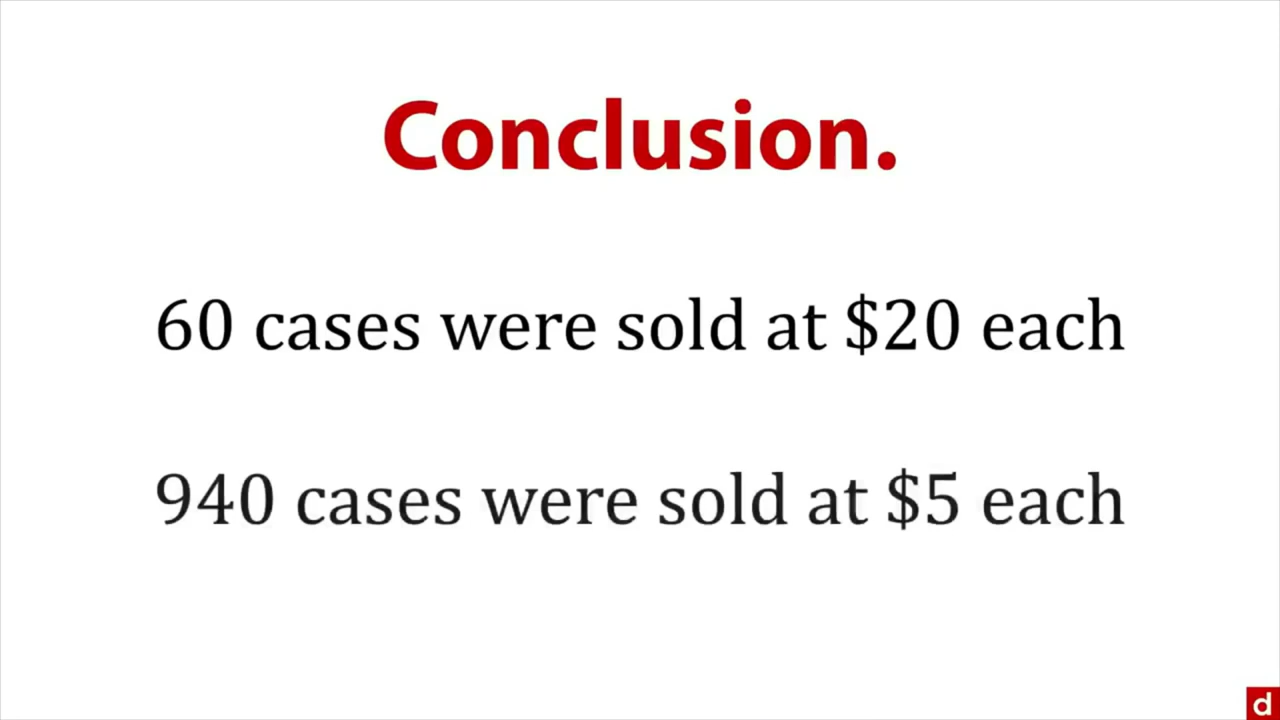 Conclusion.
60 cases were sold at $20 each
940 cases were sold at $5 each
d